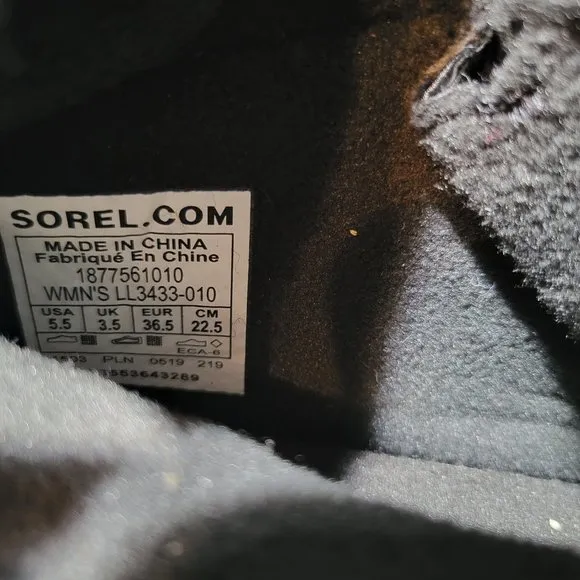 SOREL.COM
MADE IN CHINA
Fabriqué En Chine
1877561010
WMN'S LL3433-010
USA UK EUR CM
5.5 3.5 36.5 22.5
ECA-6
PLN 0519 219